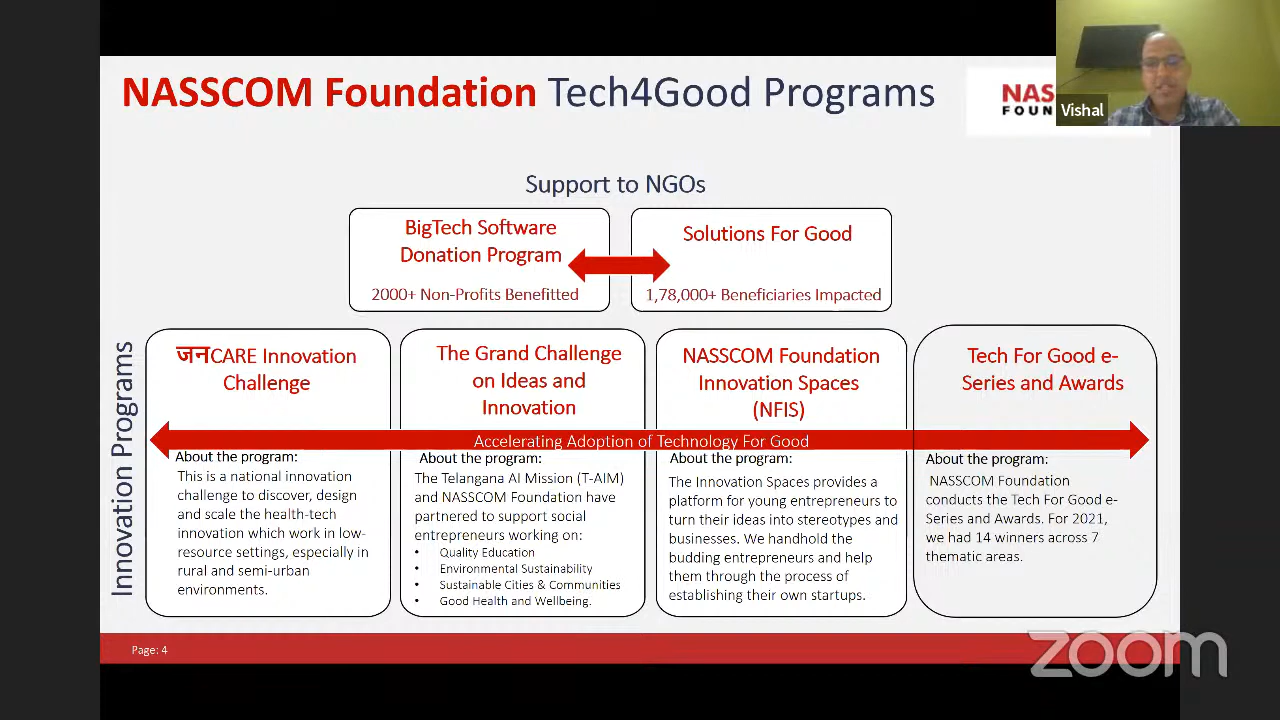 NASSCOM Foundation Tech4Good Programs
NAS
FOUN
Vishal
Support to NGOs
BigTech Software
Donation Program
2000+ Non-Profits Benefitted
Solutions For Good
1,78,000+ Beneficiaries Impacted
Innovation Programs
जनCARE Innovation
Challenge
The Grand Challenge
on Ideas and
Innovation
NASSCOM Foundation
Innovation Spaces
(NFIS)
Tech For Good e-
Series and Awards
Accelerating Adoption of Technology For Good
About the program:
This is a national innovation
challenge to discover, design
and scale the health-tech
innovation which work in low-
resource settings, especially in
rural and semi-urban
environments.
About the program:
The Telangana AI Mission (T-AIM)
and NASSCOM Foundation have
partnered to support social
entrepreneurs working on:
• Quality Education
• Environmental Sustainability
• Sustainable Cities & Communities
• Good Health and Wellbeing.
About the program:
The Innovation Spaces provides a
platform for young entrepreneurs to
turn their ideas into stereotypes and
businesses. We handhold the
budding entrepreneurs and help
them through the process of
establishing their own startups.
About the program:
NASSCOM Foundation
conducts the Tech For Good e-
Series and Awards. For 2021,
we had 14 winners across 7
thematic areas.
Page: 4
zoom